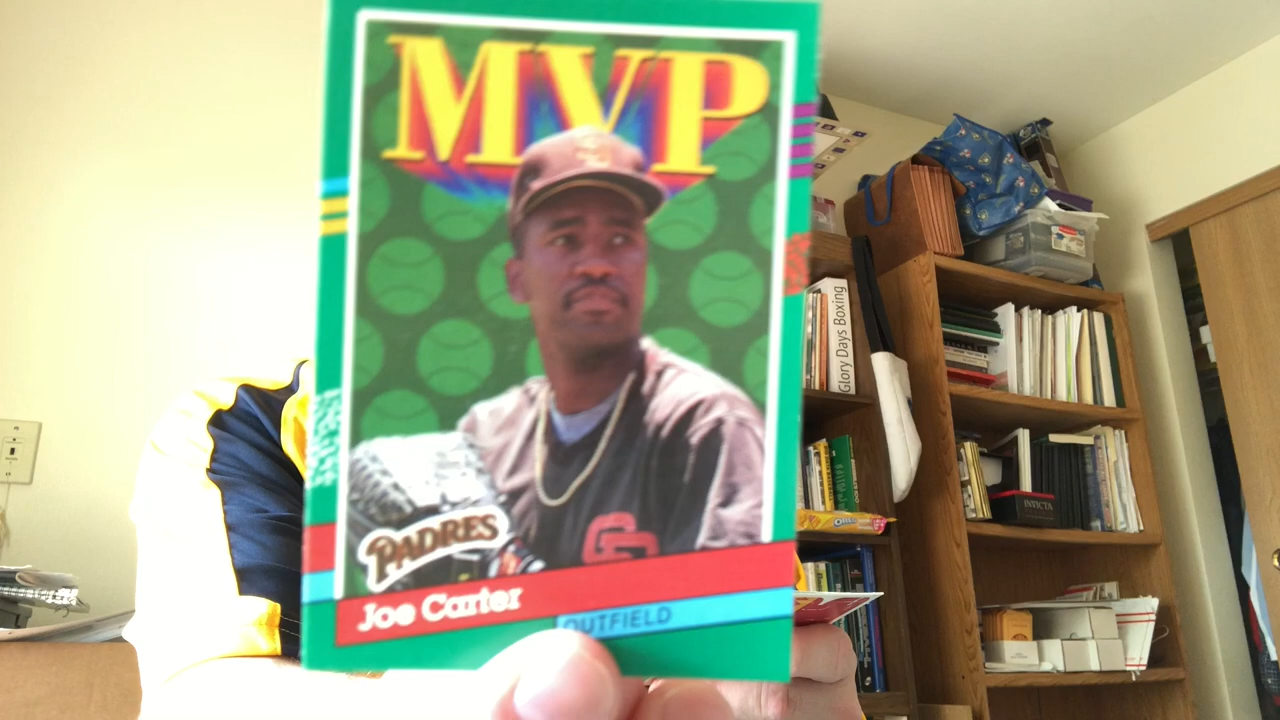 MVP
PADRES
Joe Carter
OUTFIELD
Glory Days Boxing
INVICTA